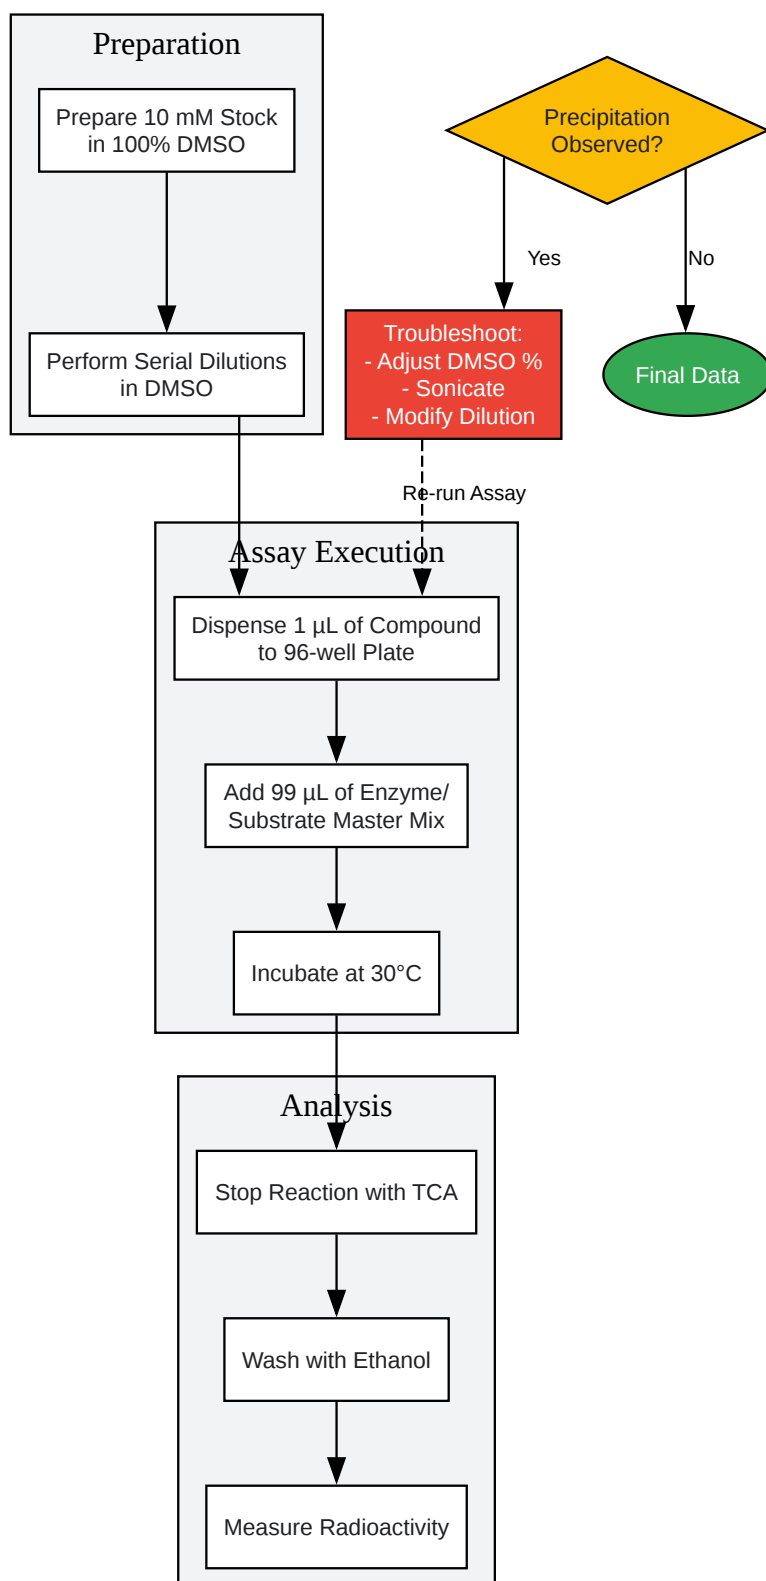 Preparation
Prepare 10 mM Stock
in 100% DMSO
Perform Serial Dilutions
in DMSO
Precipitation
Observed?
Yes
No
Troubleshoot:
- Adjust DMSO %
- Sonicate
- Modify Dilution
Final Data
Re-run Assay
Assay Execution
Dispense 1 µL of Compound
to 96-well Plate
Add 99 µL of Enzyme/
Substrate Master Mix
Incubate at 30°C
Analysis
Stop Reaction with TCA
Wash with Ethanol
Measure Radioactivity